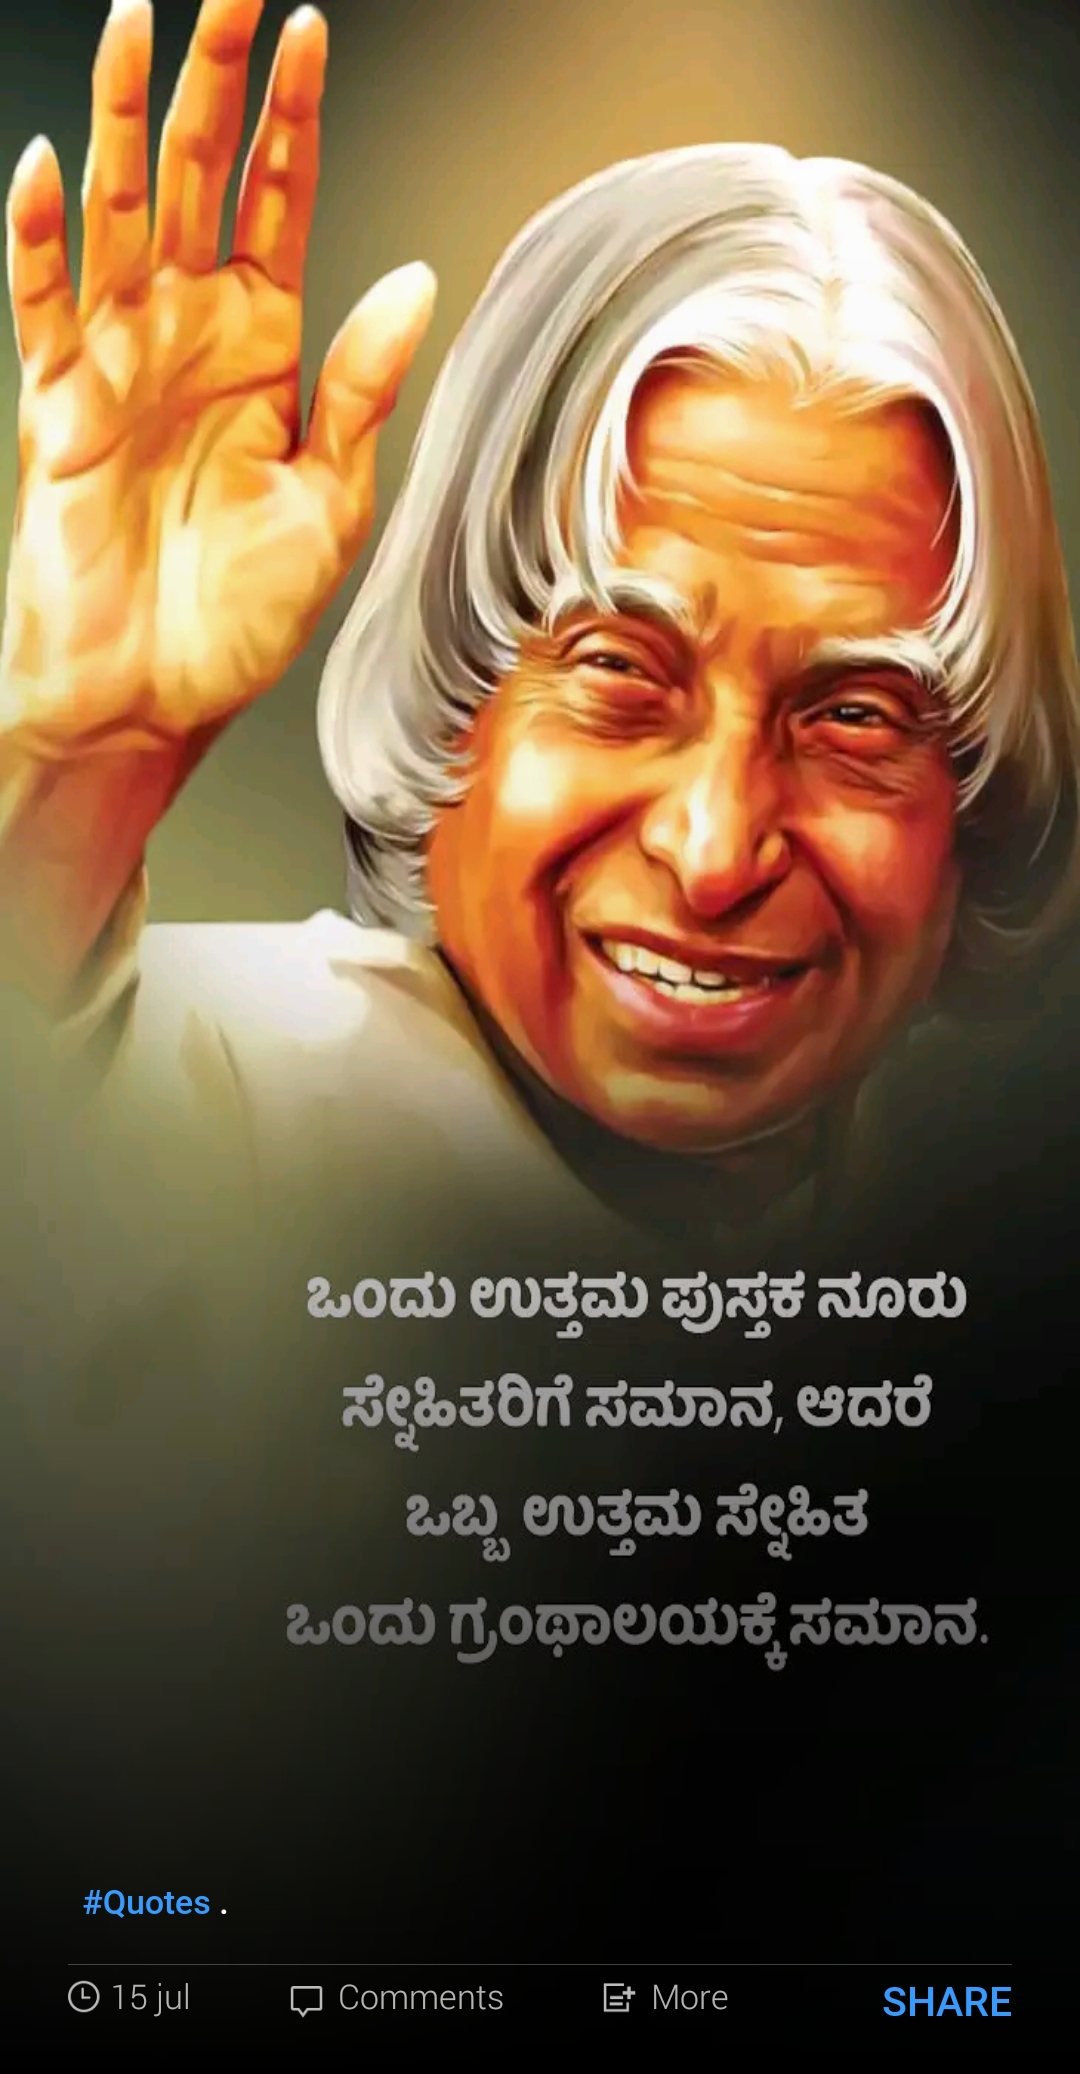 ಒಂದು ಉತ್ತಮ ಪುಸ್ತಕ ನೂರು
ಸ್ನೇಹಿತರಿಗೆ ಸಮಾನ, ಆದರೆ
ಒಬ್ಬ ಉತ್ತಮ ಸ್ನೇಹಿತ
ಒಂದು ಗ್ರಂಥಾಲಯಕ್ಕೆ ಸಮಾನ.
#Quotes .
15 jul Comments More SHARE